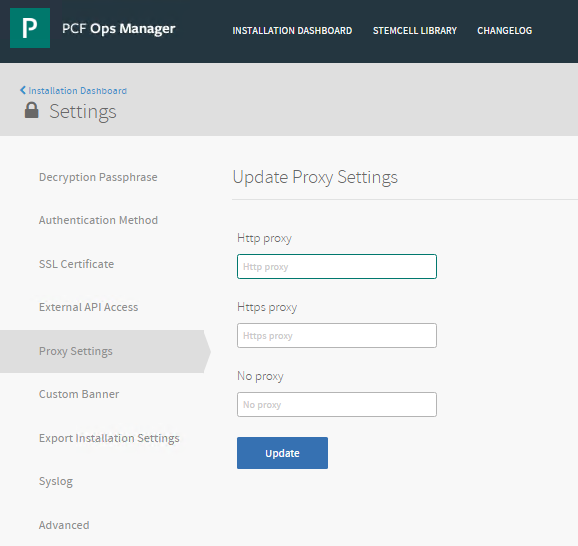 P PCF Ops Manager INSTALLATION DASHBOARD STEMCELL LIBRARY CHANGELOG
Installation Dashboard
Settings
Decryption Passphrase
Authentication Method
SSL Certificate
External API Access
Proxy Settings
Custom Banner
Export Installation Settings
Syslog
Advanced
Update Proxy Settings
Http proxy
Http proxy
Https proxy
Https proxy
No proxy
No proxy
Update